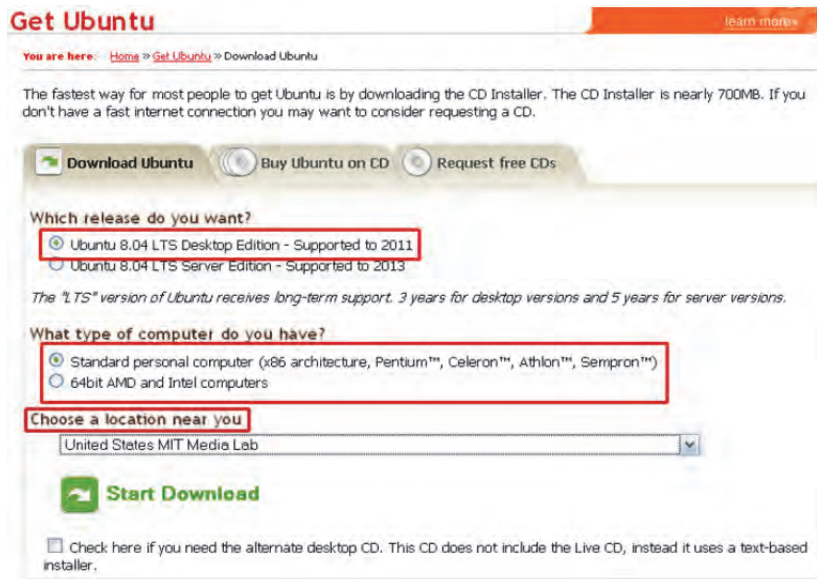 Get Ubuntu
learn more»
You are here: Home » Get Ubuntu » Download Ubuntu
The fastest way for most people to get Ubuntu is by downloading the CD Installer. The CD Installer is nearly 700MB. If you
don't have a fast internet connection you may want to consider requesting a CD.
Download Ubuntu Buy Ubuntu on CD Request free CDs
Which release do you want?
Ubuntu 8.04 LTS Desktop Edition - Supported to 2011
Ubuntu 8.04 LTS Server Edition - Supported to 2013
The "LTS" version of Ubuntu receives long-term support. 3 years for desktop versions and 5 years for server versions.
What type of computer do you have?
Standard personal computer (x86 architecture, Pentium™, Celeron™, Athlon™, Sempron™)
64bit AMD and Intel computers
Choose a location near you
United States MIT Media Lab
Start Download
Check here if you need the alternate desktop CD. This CD does not include the Live CD, instead it uses a text-based
installer.